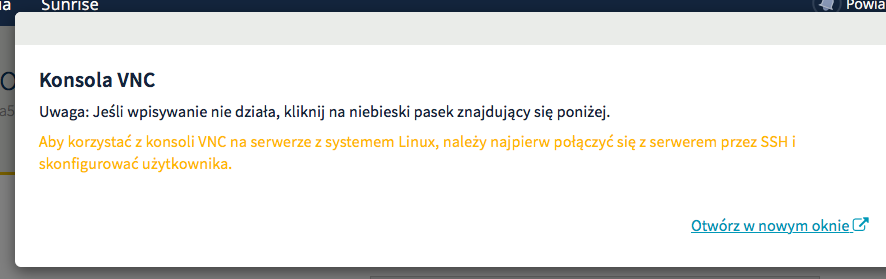 Sunrise
Powia
Konsola VNC
Uwaga: Jeśli wpisywanie nie działa, kliknij na niebieski pasek znajdujący się poniżej.
Aby korzystać z konsoli VNC na serwerze z systemem Linux, należy najpierw połączyć się z serwerem przez SSH i
skonfigurować użytkownika.
Otwórz w nowym oknie